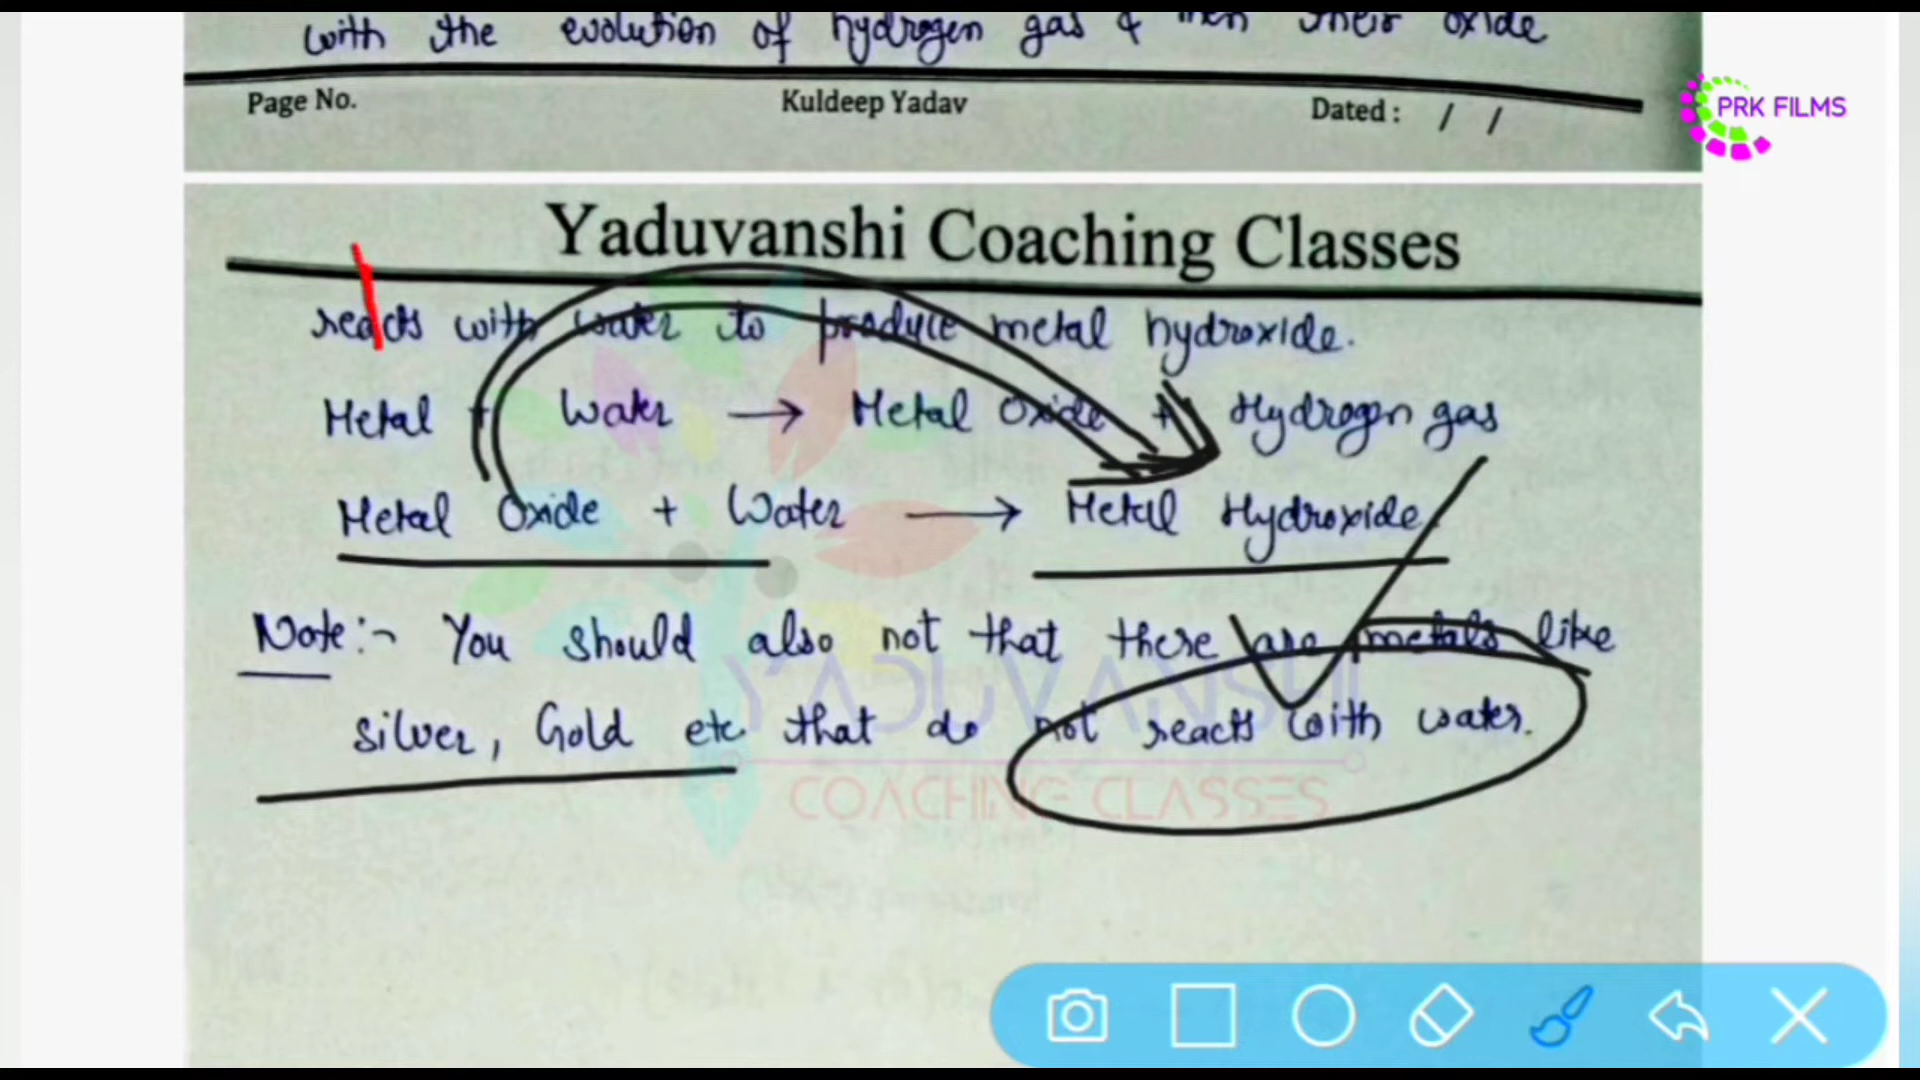 with the evolution of hydrogen gas & then their oxide
Page No. Kuldeep Yadav Dated : / /
PRK FILMS
Yaduvanshi Coaching Classes
reacts with water to produce metal hydroxide.
Metal + Water → Metal Oxide + Hydrogen gas
Metal Oxide + Water → Metal Hydroxide.
Note:- You should also not that there are metals like
silver, Gold etc that do not reacts with water.
YADUVANSHI
COACHING CLASSES